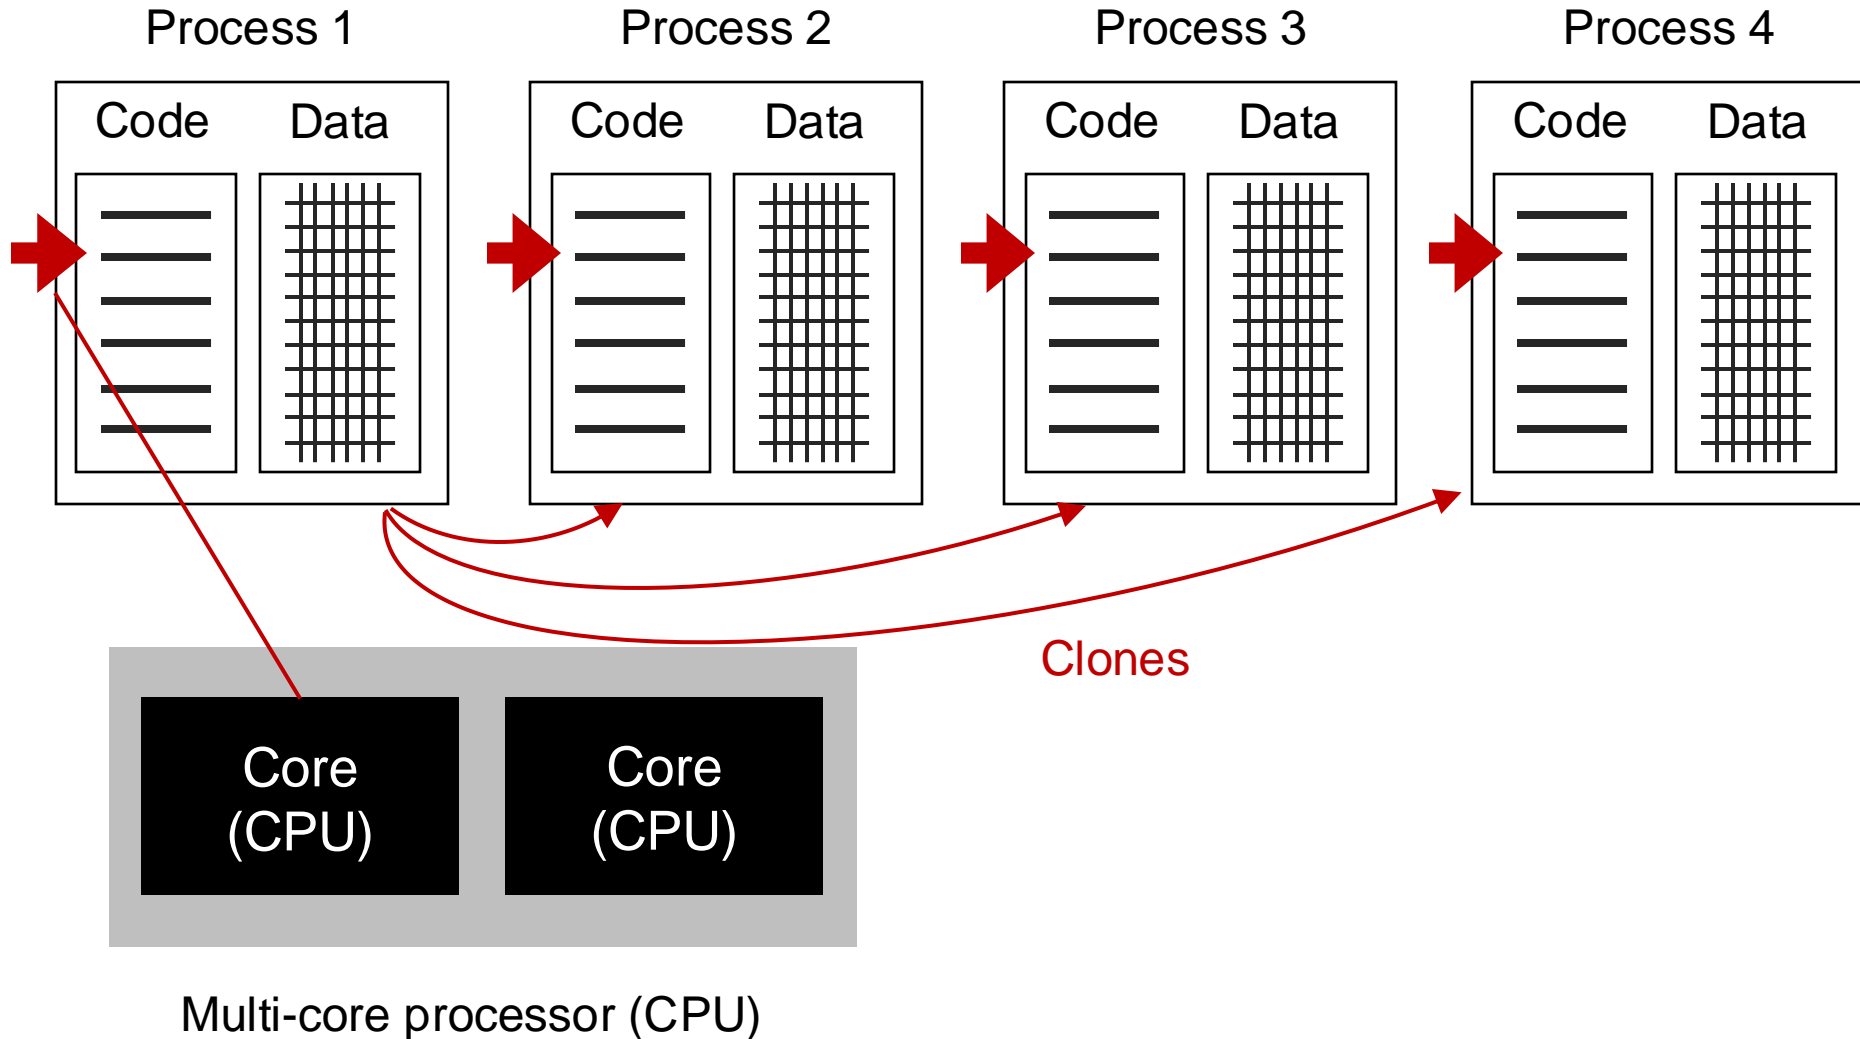 Process 1 Process 2 Process 3 Process 4
Code Data Code Data Code Data Code Data
Clones
Core Core
(CPU) (CPU)
Multi-core processor (CPU)